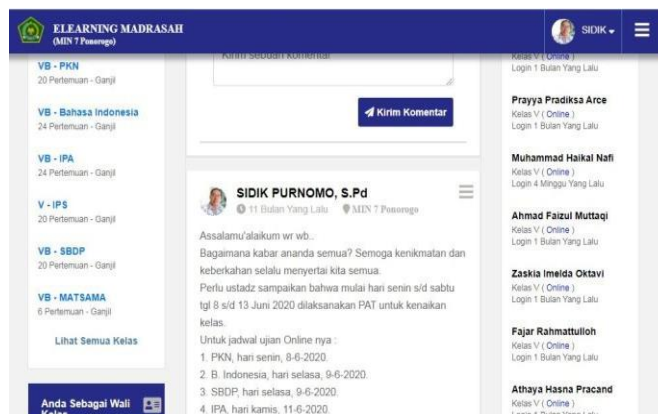 ELEARNING MADRASAH
(MIN 7 Ponorogo)
SIDIK
VB - PKN
20 Pertemuan - Ganjil
VB - Bahasa Indonesia
24 Pertemuan - Ganjil
VB - IPA
24 Pertemuan - Ganjil
V - IPS
20 Pertemuan - Ganjil
VB - SBDP
20 Pertemuan - Ganjil
VB - MATSAMA
6 Pertemuan - Ganjil
Lihat Semua Kelas
Anda Sebagai Wali
Kelas
Kirim sebuah komentar
Kirim Komentar
SIDIK PURNOMO, S.Pd
11 Bulan Yang Lalu MIN 7 Ponorogo
Assalamu'alaikum wr wb..
Bagaimana kabar ananda semua? Semoga kenikmatan dan
keberkahan selalu menyertai kita semua.
Perlu ustadz sampaikan bahwa mulai hari senin s/d sabtu
tgl 8 s/d 13 Juni 2020 dilaksanakan PAT untuk kenaikan
kelas.
Untuk jadwal ujian Online nya :
1. PKN, hari senin, 8-6-2020.
2. B. Indonesia, hari selasa, 9-6-2020.
3. SBDP, hari selasa, 9-6-2020.
4. IPA, hari kamis, 11-6-2020.
Kelas V ( Online )
Login 1 Bulan Yang Lalu
Prayya Pradiksa Arce
Kelas V ( Online )
Login 1 Bulan Yang Lalu
Muhammad Haikal Nafi
Kelas V ( Online )
Login 4 Minggu Yang Lalu
Ahmad Faizul Muttaqi
Kelas V ( Online )
Login 1 Bulan Yang Lalu
Zaskia Imelda Oktavi
Kelas V ( Online )
Login 1 Bulan Yang Lalu
Fajar Rahmattulloh
Kelas V ( Online )
Login 1 Bulan Yang Lalu
Athaya Hasna Pracand
Kelas V ( Online )
Login 1 Bulan Yang Lalu